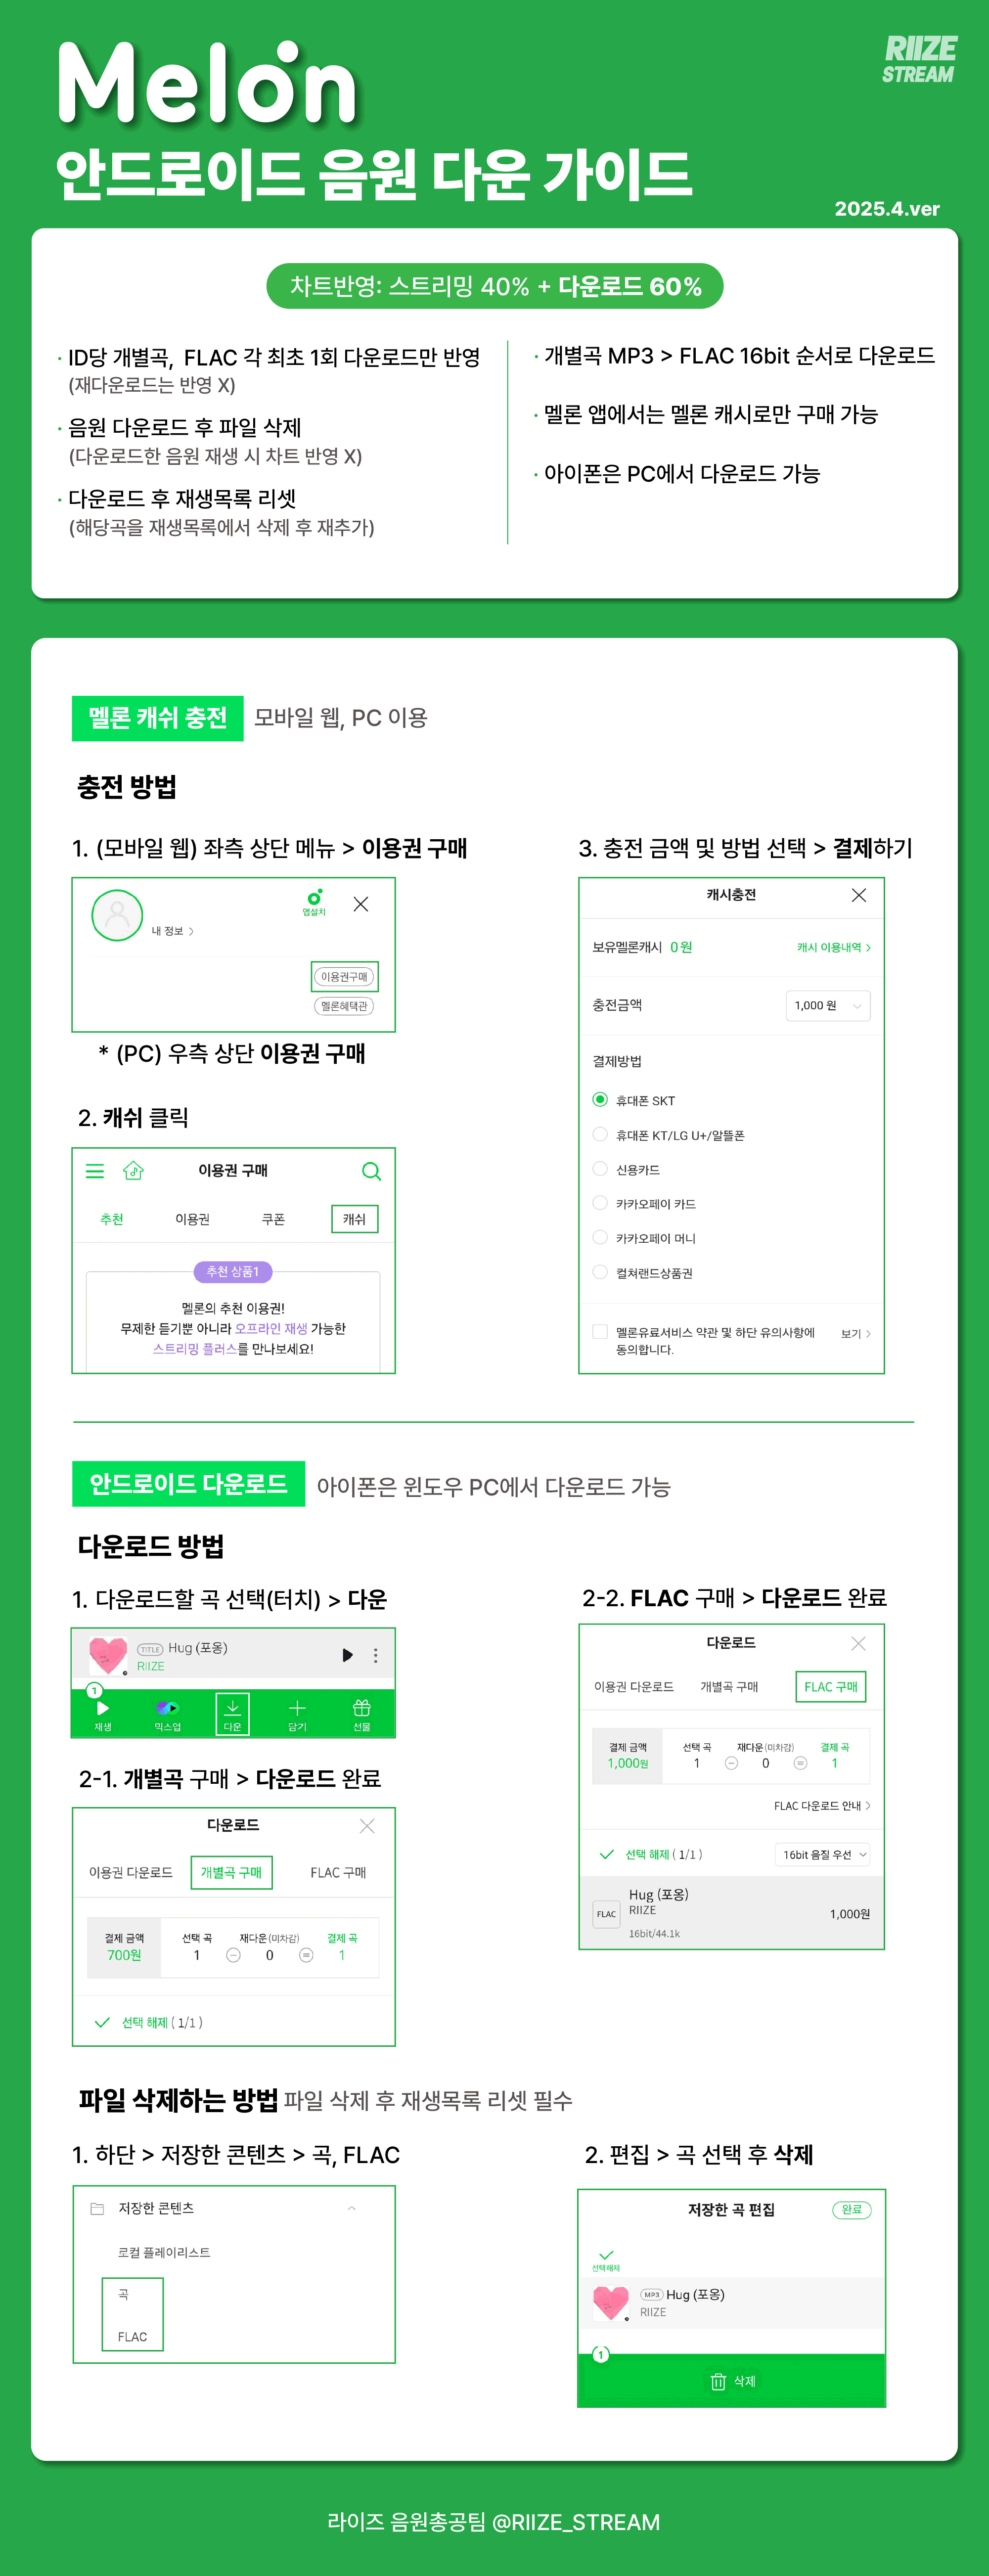 Melon
RIIZE
STREAM
안드로이드 음원 다운 가이드
2025.4.ver
차트반영: 스트리밍 40% + 다운로드 60%
· ID당 개별곡, FLAC 각 최초 1회 다운로드만 반영
(재다운로드는 반영 X)
· 음원 다운로드 후 파일 삭제
(다운로드한 음원 재생 시 차트 반영 X)
· 다운로드 후 재생목록 리셋
(해당곡을 재생목록에서 삭제 후 재추가)
· 개별곡 MP3 > FLAC 16bit 순서로 다운로드
· 멜론 앱에서는 멜론 캐시로만 구매 가능
· 아이폰은 PC에서 다운로드 가능
멜론 캐쉬 충전 모바일 웹, PC 이용
충전 방법
1. (모바일 웹) 좌측 상단 메뉴 > 이용권 구매
앱설치
내 정보 >
이용권구매
멜론혜택관
* (PC) 우측 상단 이용권 구매
2. 캐쉬 클릭
이용권 구매
추천 이용권 쿠폰 캐쉬
추천 상품1
멜론의 추천 이용권!
무제한 듣기뿐 아니라 오프라인 재생 가능한
스트리밍 플러스를 만나보세요!
3. 충전 금액 및 방법 선택 > 결제하기
캐시충전
보유멜론캐시 0원 캐시 이용내역 >
충전금액 1,000 원
결제방법
휴대폰 SKT
휴대폰 KT/LG U+/알뜰폰
신용카드
카카오페이 카드
카카오페이 머니
컬쳐랜드상품권
멜론유료서비스 약관 및 하단 유의사항에 보기 >
동의합니다.
안드로이드 다운로드 아이폰은 윈도우 PC에서 다운로드 가능
다운로드 방법
1. 다운로드할 곡 선택(터치) > 다운
TITLE Hug (포옹)
RIIZE
1
재생 믹스업 다운 담기 선물
2-1. 개별곡 구매 > 다운로드 완료
다운로드
이용권 다운로드 개별곡 구매 FLAC 구매
결제 금액 선택 곡 재다운(미차감) 결제 곡
700원 1 - 0 = 1
선택 해제 ( 1/1 )
2-2. FLAC 구매 > 다운로드 완료
다운로드
이용권 다운로드 개별곡 구매 FLAC 구매
결제 금액 선택 곡 재다운(미차감) 결제 곡
1,000원 1 - 0 = 1
FLAC 다운로드 안내 >
선택 해제 ( 1/1 ) 16bit 음질 우선
Hug (포옹)
FLAC RIIZE 1,000원
16bit/44.1k
파일 삭제하는 방법 파일 삭제 후 재생목록 리셋 필수
1. 하단 > 저장한 콘텐츠 > 곡, FLAC
저장한 콘텐츠
로컬 플레이리스트
곡
FLAC
2. 편집 > 곡 선택 후 삭제
저장한 곡 편집 완료
선택해제
MP3 Hug (포옹)
RIIZE
1
삭제
라이즈 음원총공팀 @RIIZE_STREAM